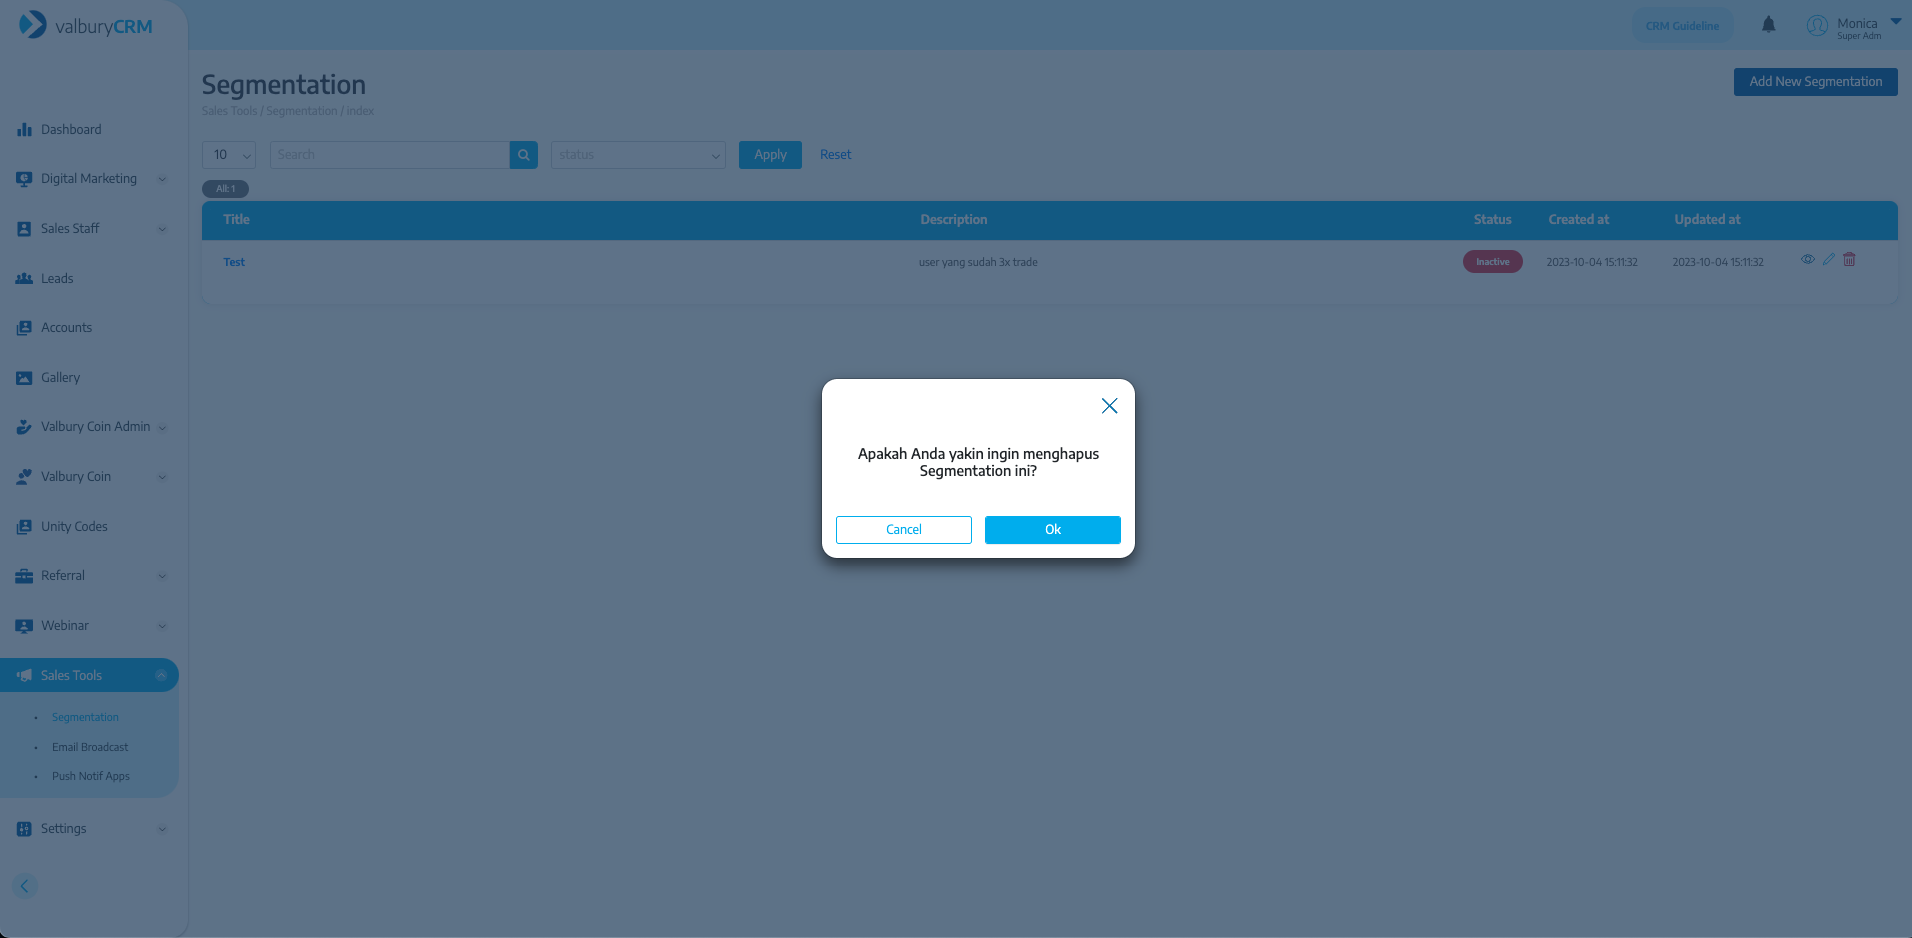 valburyCRM
CRM Guideline
Monica
Super Adm
Dashboard
Digital Marketing
Sales Staff
Leads
Accounts
Gallery
Valbury Coin Admin
Valbury Coin
Unity Codes
Referral
Webinar
Sales Tools
Segmentation
Email Broadcast
Push Notif Apps
Settings
Segmentation
Add New Segmentation
Sales Tools / Segmentation / index
10 Search status Apply Reset
All: 1
Title Description Status Created at Updated at
Test user yang sudah 3x trade Inactive 2023-10-04 15:11:32 2023-10-04 15:11:32
Apakah Anda yakin ingin menghapus
Segmentation ini?
Cancel Ok